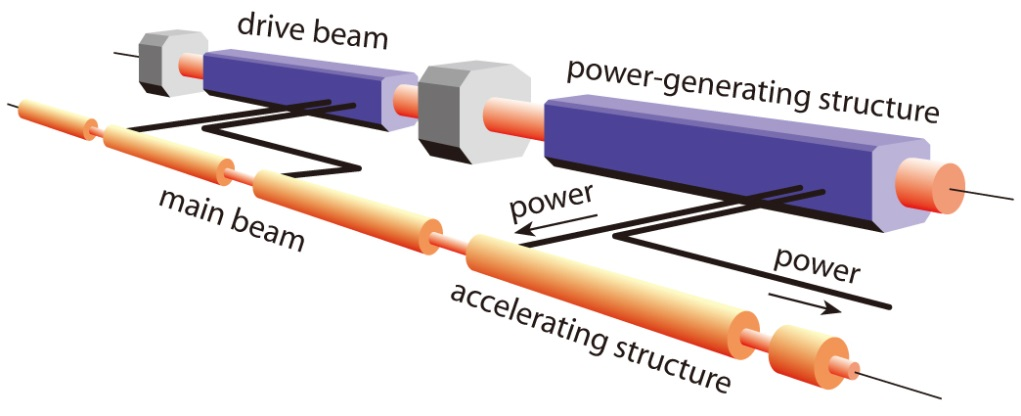 drive beam
power-generating structure
main beam
power
power
accelerating structure